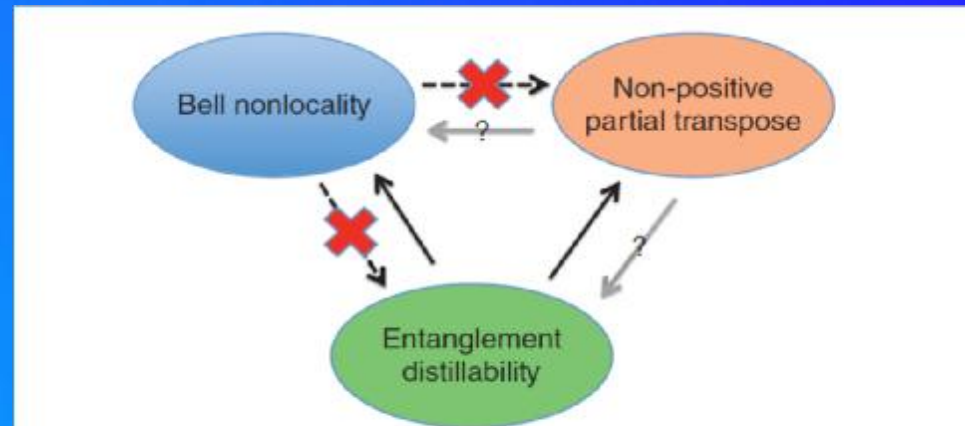 Bell nonlocality
Non-positive
partial transpose
?
?
Entanglement
distillability